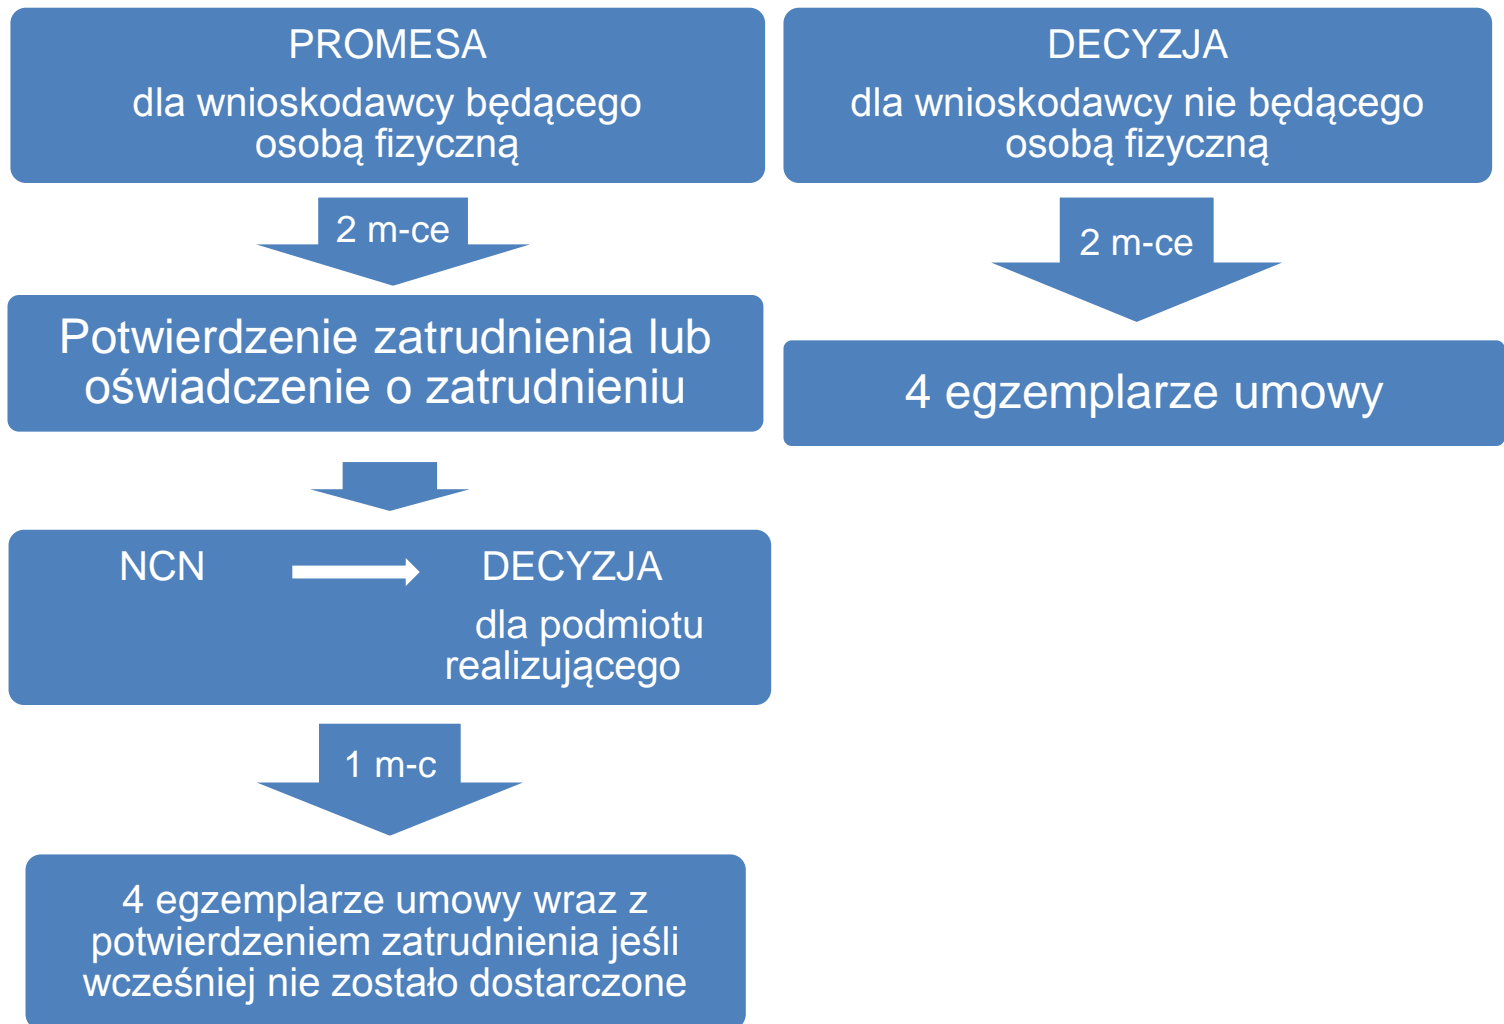 PROMESA
dla wnioskodawcy będącego
osobą fizyczną
2 m-ce
Potwierdzenie zatrudnienia lub
oświadczenie o zatrudnieniu
NCN
DECYZJA
dla podmiotu
realizującego
1 m-c
4 egzemplarze umowy wraz z
potwierdzeniem zatrudnienia jeśli
wcześniej nie zostało dostarczone
DECYZJA
dla wnioskodawcy nie będącego
osobą fizyczną
2 m-ce
4 egzemplarze umowy